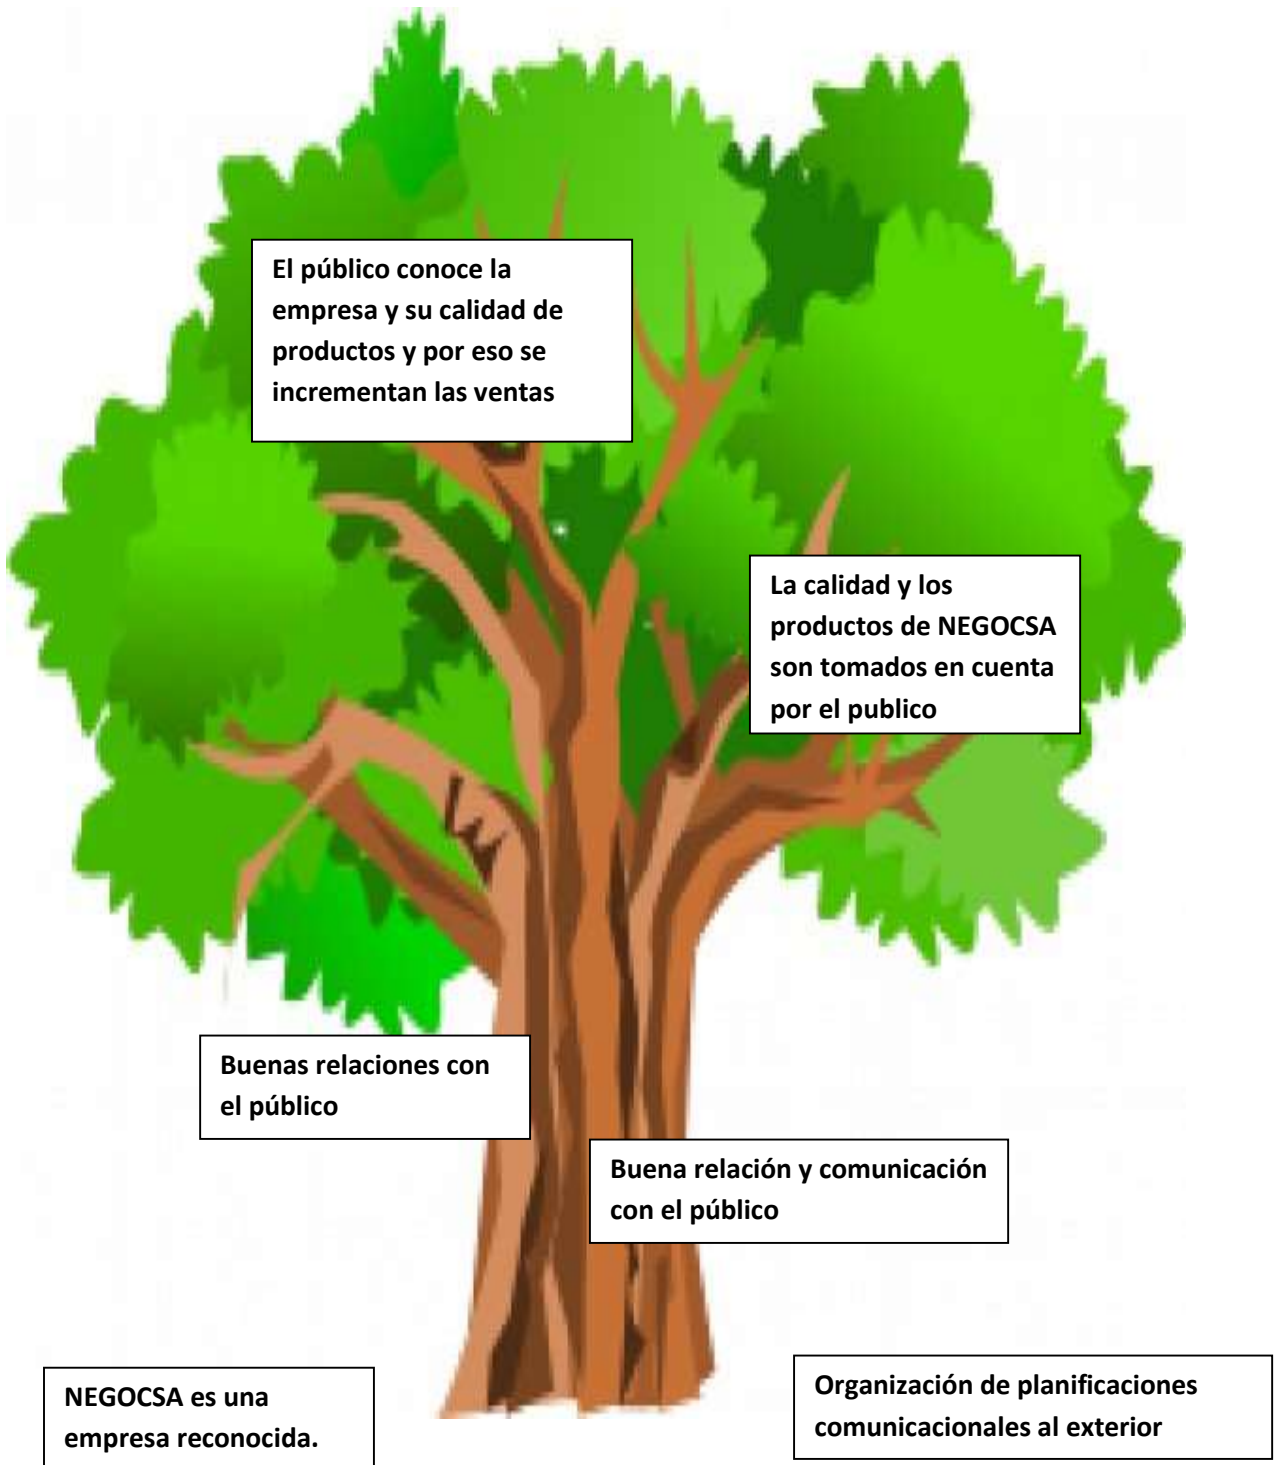 El público conoce la
empresa y su calidad de
productos y por eso se
incrementan las ventas
La calidad y los
productos de NEGOCSA
son tomados en cuenta
por el publico
Buenas relaciones con
el público
Buena relación y comunicación
con el público
NEGOCSA es una
empresa reconocida.
Organización de planificaciones
comunicacionales al exterior